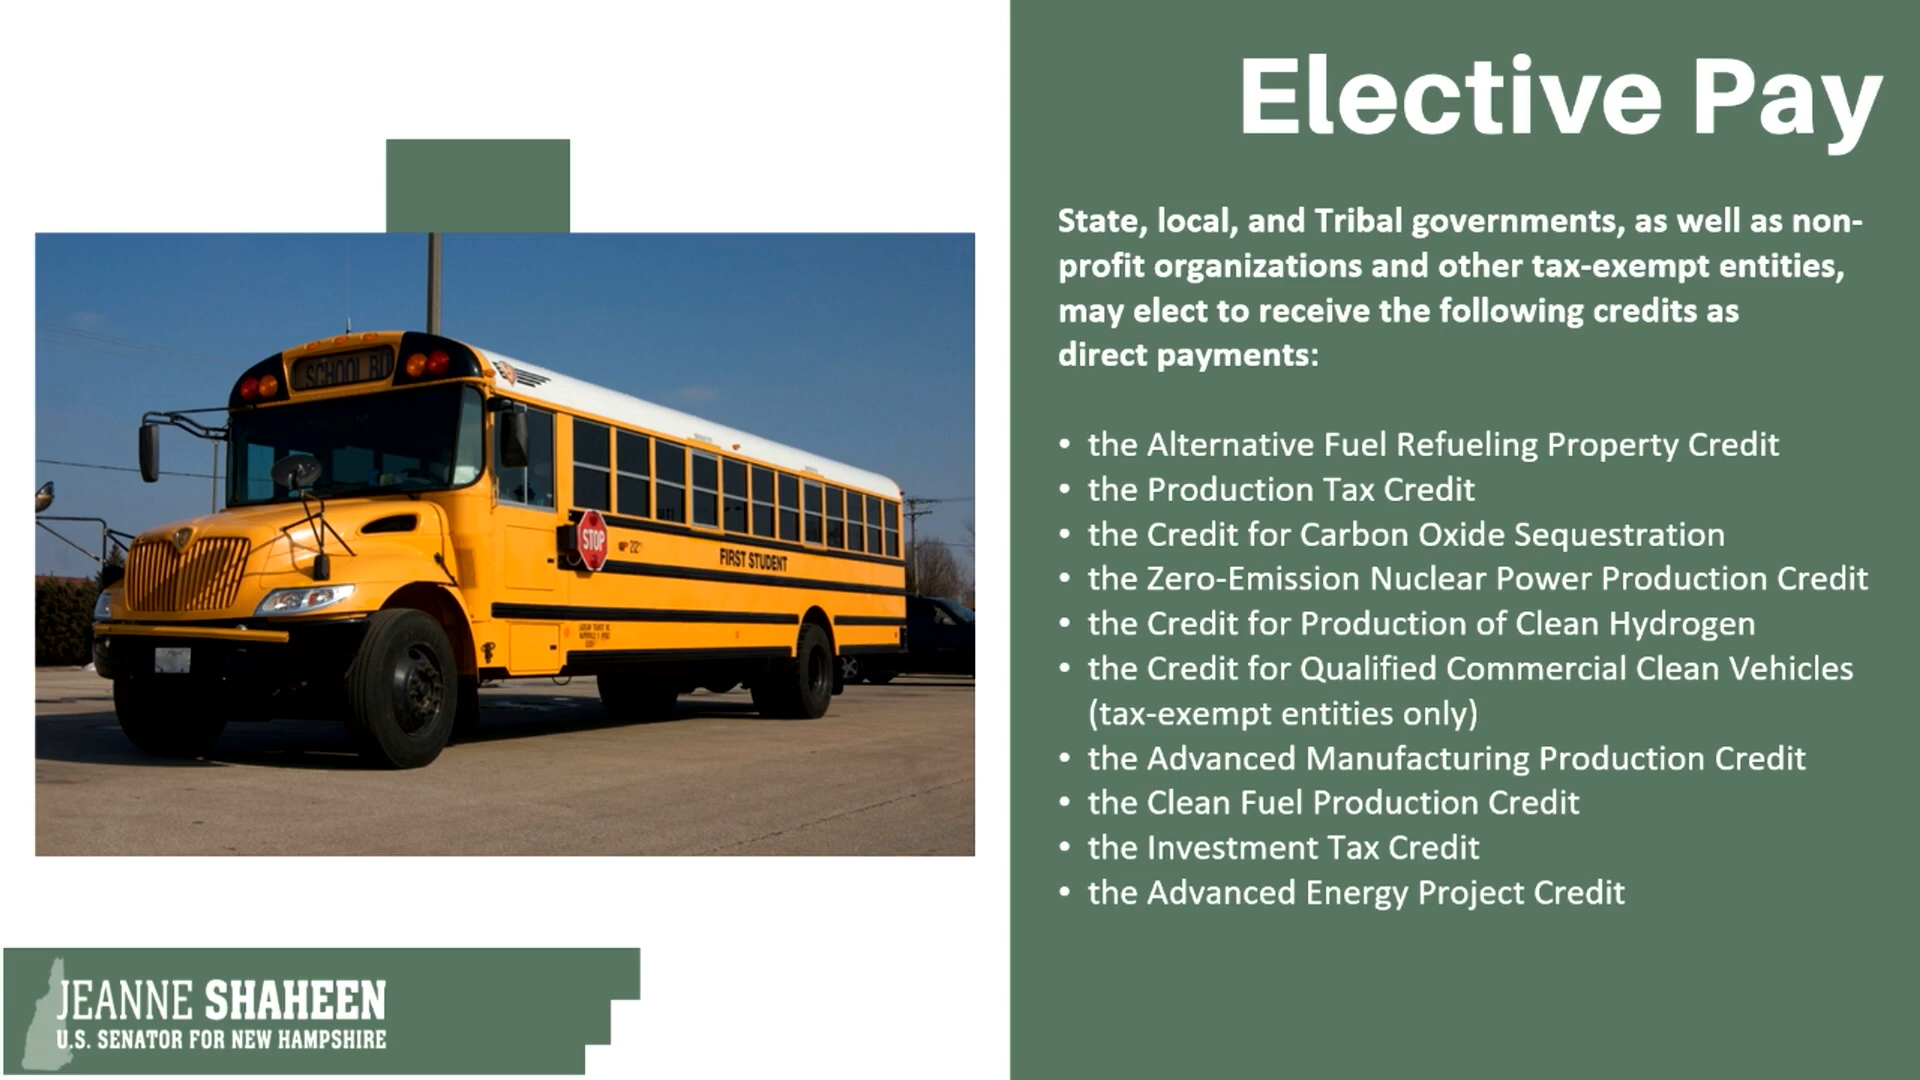 Elective Pay
State, local, and Tribal governments, as well as non-
profit organizations and other tax-exempt entities,
may elect to receive the following credits as
direct payments:
• the Alternative Fuel Refueling Property Credit
• the Production Tax Credit
• the Credit for Carbon Oxide Sequestration
• the Zero-Emission Nuclear Power Production Credit
• the Credit for Production of Clean Hydrogen
• the Credit for Qualified Commercial Clean Vehicles
(tax-exempt entities only)
• the Advanced Manufacturing Production Credit
• the Clean Fuel Production Credit
• the Investment Tax Credit
• the Advanced Energy Project Credit
SCHOOL BU
STOP
22
FIRST STUDENT
JEANNE SHAHEEN
U.S. SENATOR FOR NEW HAMPSHIRE